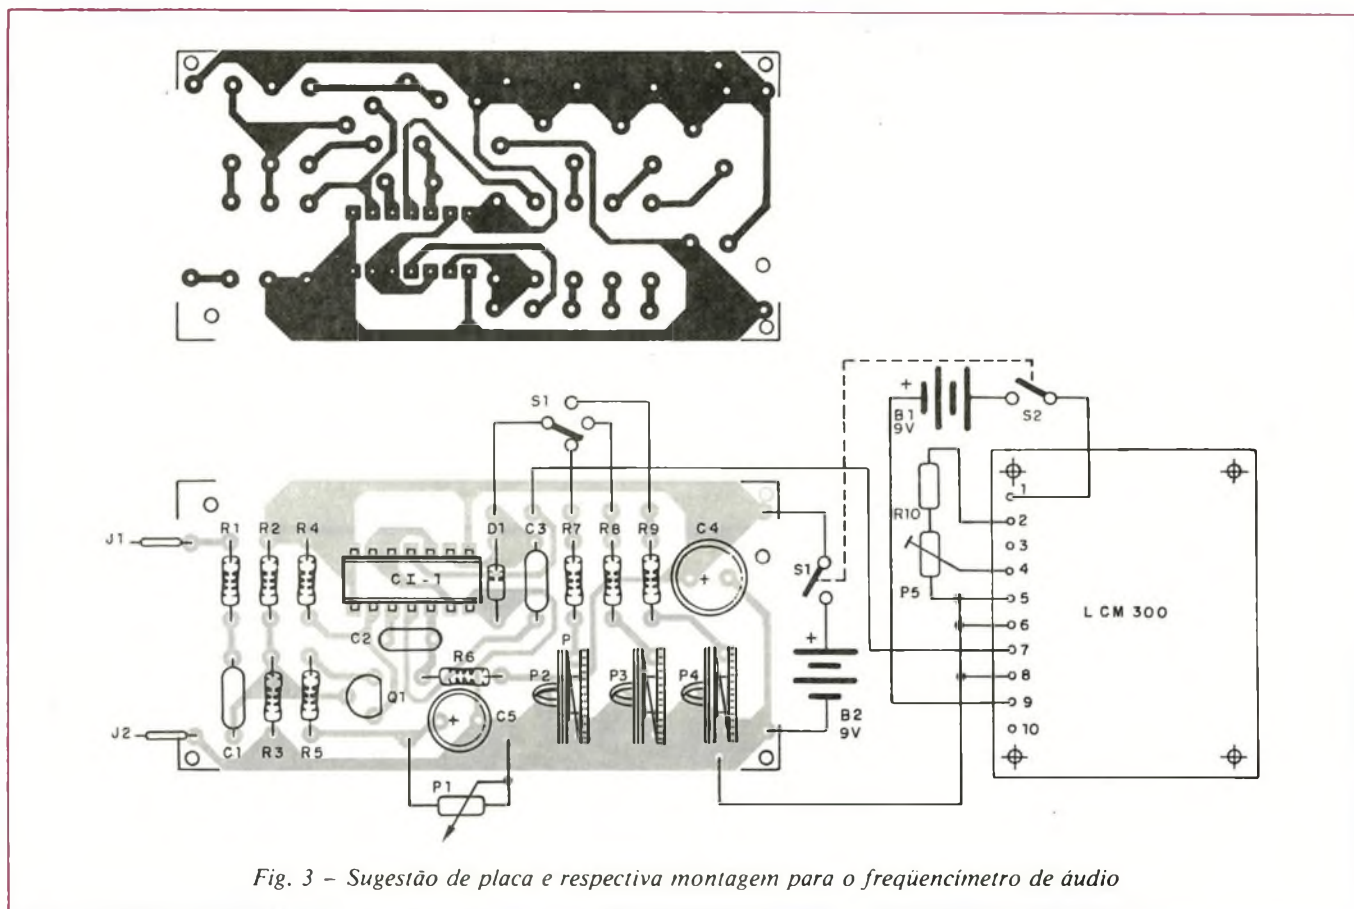 S1
+
B1
9V
S2
1
R10
2
3
4
P5
5
6
7
8
9
10
LCM 300
J1
R1 R2 R4
D1 C3 R7 R8 R9 C4
CI-1
+
S1
C2
R6
P
P2 P3 P4
+
Q1
+
C5
B2
9V
J2
C1 R3 R5
P1
Fig. 3 – Sugestão de placa e respectiva montagem para o freqüencímetro de áudio